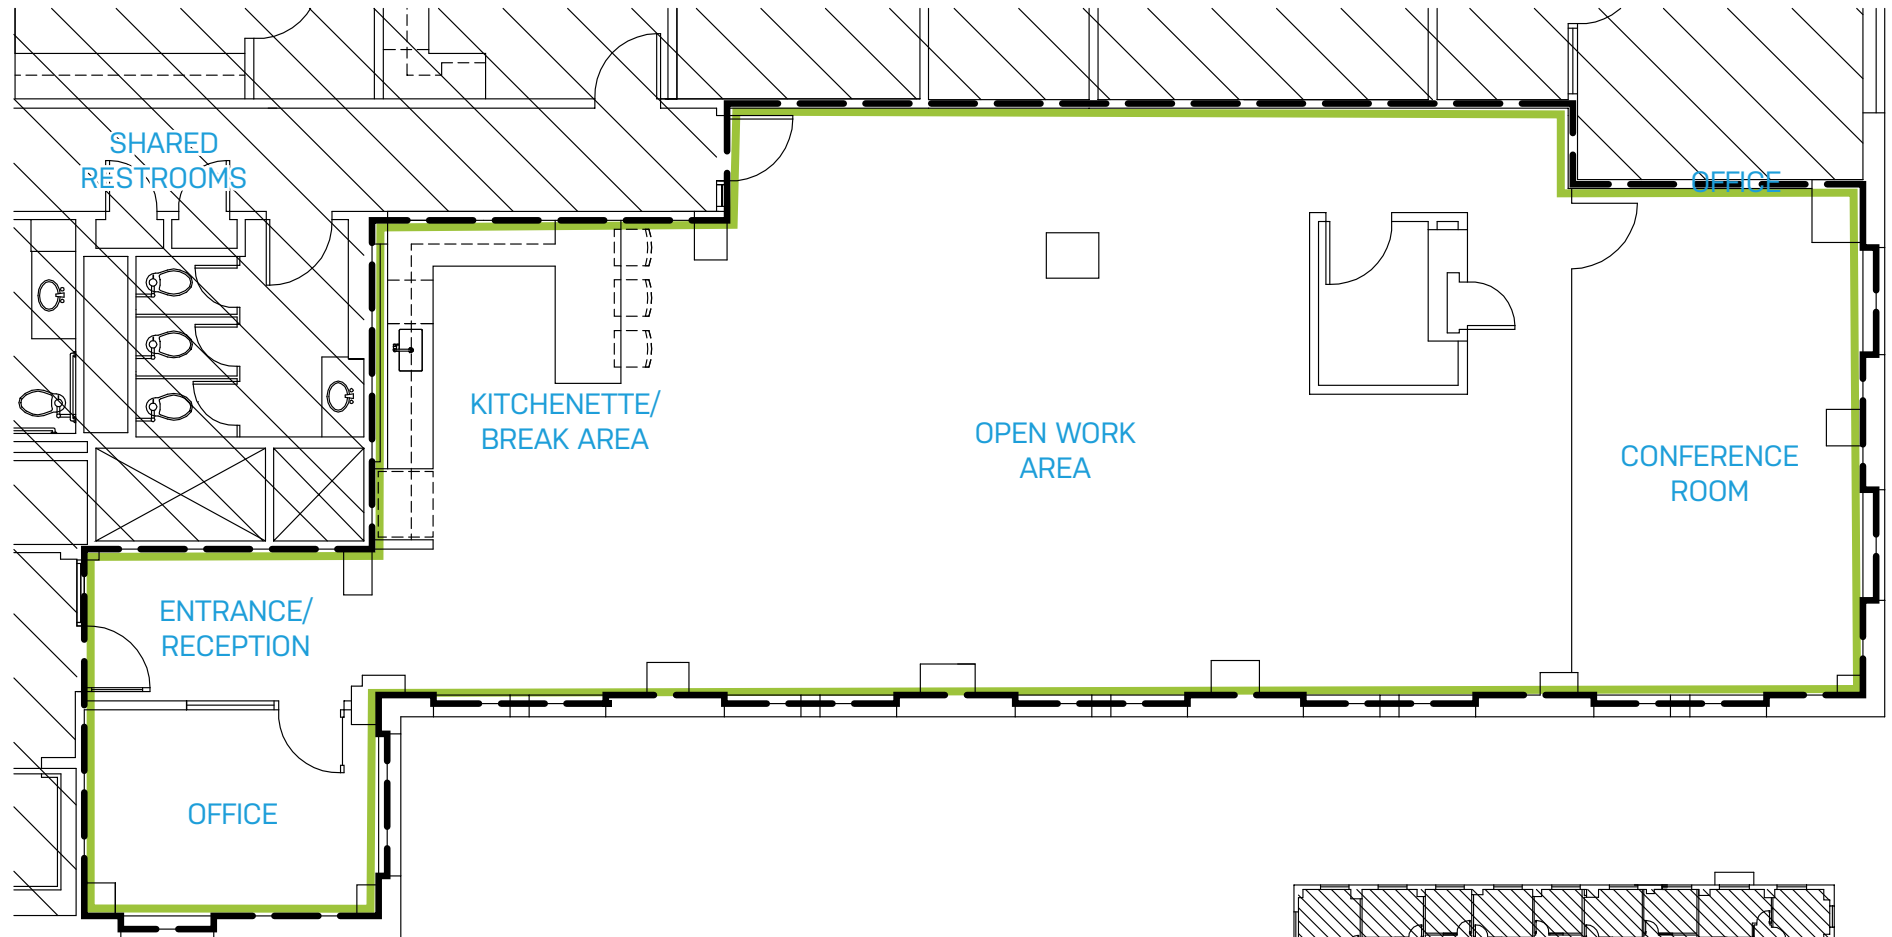 SHARED
RESTROOMS
OFFICE
KITCHENETTE/
BREAK AREA
OPEN WORK
AREA
CONFERENCE
ROOM
ENTRANCE/
RECEPTION
OFFICE